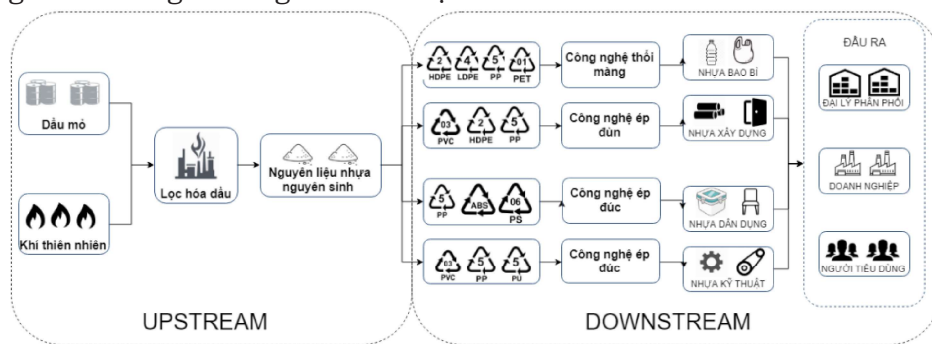 Dầu mỏ
Khí thiên nhiên
Lọc hóa dầu
Nguyên liệu nhựa
nguyên sinh
UPSTREAM
2 4 5 01
HDPE LDPE PP PET
Công nghệ thổi
màng
NHỰA BAO BÌ
03 2 5
PVC HDPE PP
Công nghệ ép
đùn
NHỰA XÂY DỰNG
5 ABS 06
PP PS
Công nghệ ép
đúc
NHỰA DÂN DỤNG
03 5 5
PVC PP PU
Công nghệ ép
đúc
NHỰA KỸ THUẬT
DOWNSTREAM
ĐẦU RA
ĐẠI LÝ PHÂN PHỐI
DOANH NGHIỆP
NGƯỜI TIÊU DÙNG